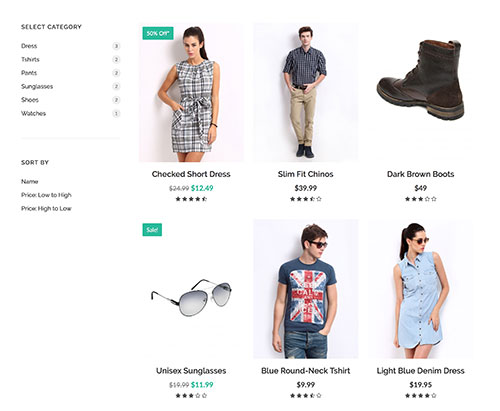 SELECT CATEGORY
Dress 3
Tshirts 2
Pants 2
Sunglasses 2
Shoes 2
Watches 1
SORT BY
Name
Price: Low to High
Price: High to Low
50% Off*
Checked Short Dress
$24.99 $12.49
Slim Fit Chinos
$39.99
Dark Brown Boots
$49
Sale!
Unisex Sunglasses
$19.99 $11.99
Blue Round-Neck Tshirt
$9.99
Light Blue Denim Dress
$19.95